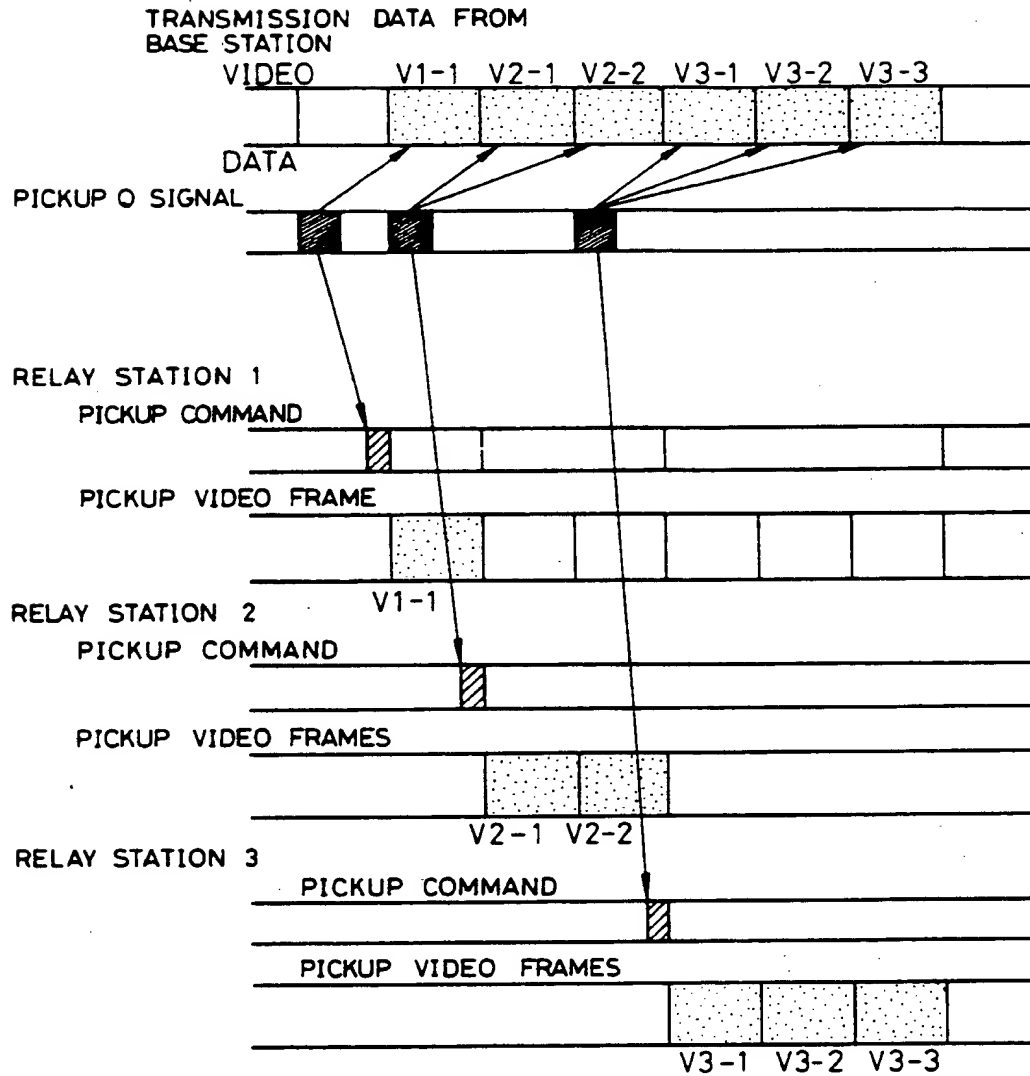 TRANSMISSION DATA FROM
BASE STATION
VIDEO V1-1 V2-1 V2-2 V3-1 V3-2 V3-3
DATA
PICKUP Q SIGNAL
RELAY STATION 1
PICKUP COMMAND
PICKUP VIDEO FRAME
V1-1
RELAY STATION 2
PICKUP COMMAND
PICKUP VIDEO FRAMES
V2-1 V2-2
RELAY STATION 3
PICKUP COMMAND
PICKUP VIDEO FRAMES
V3-1 V3-2 V3-3